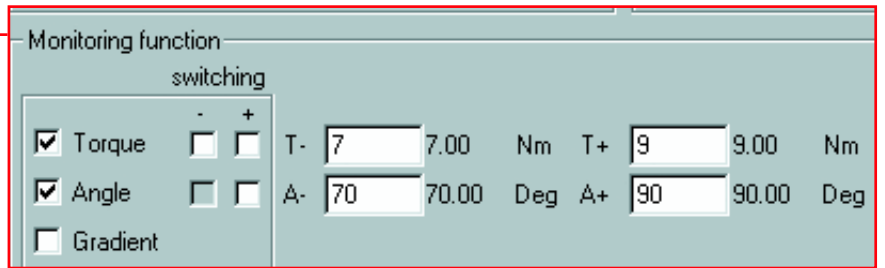 Monitoring function
switching
- +
Torque T- 7 7.00 Nm T+ 9 9.00 Nm
Angle A- 70 70.00 Deg A+ 90 90.00 Deg
Gradient